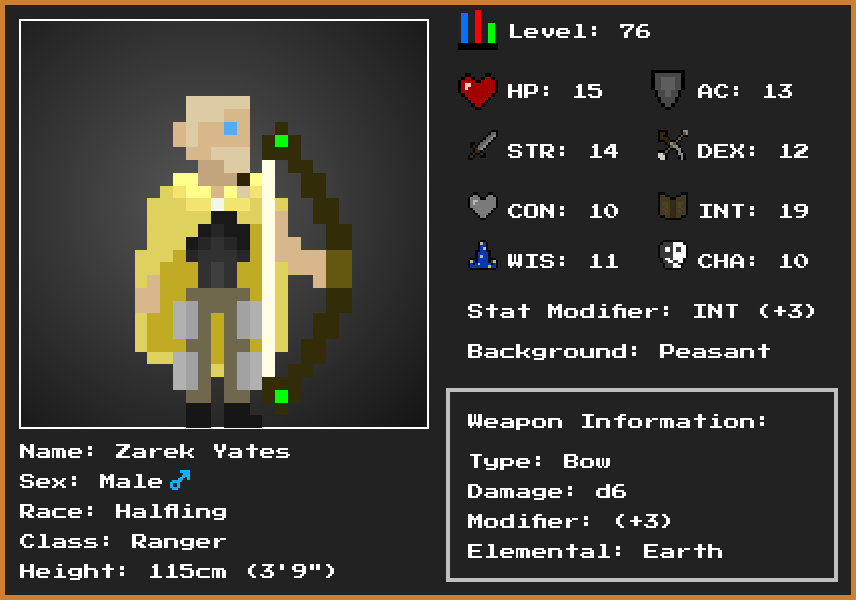 Level: 76
HP: 15 AC: 13
STR: 14 DEX: 12
CON: 10 INT: 19
WIS: 11 CHA: 10
Stat Modifier: INT (+3)
Background: Peasant
Weapon Information:
Type: Bow
Damage: d6
Modifier: (+3)
Elemental: Earth
Name: Zarek Yates
Sex: Male ♂
Race: Halfling
Class: Ranger
Height: 115cm (3'9")